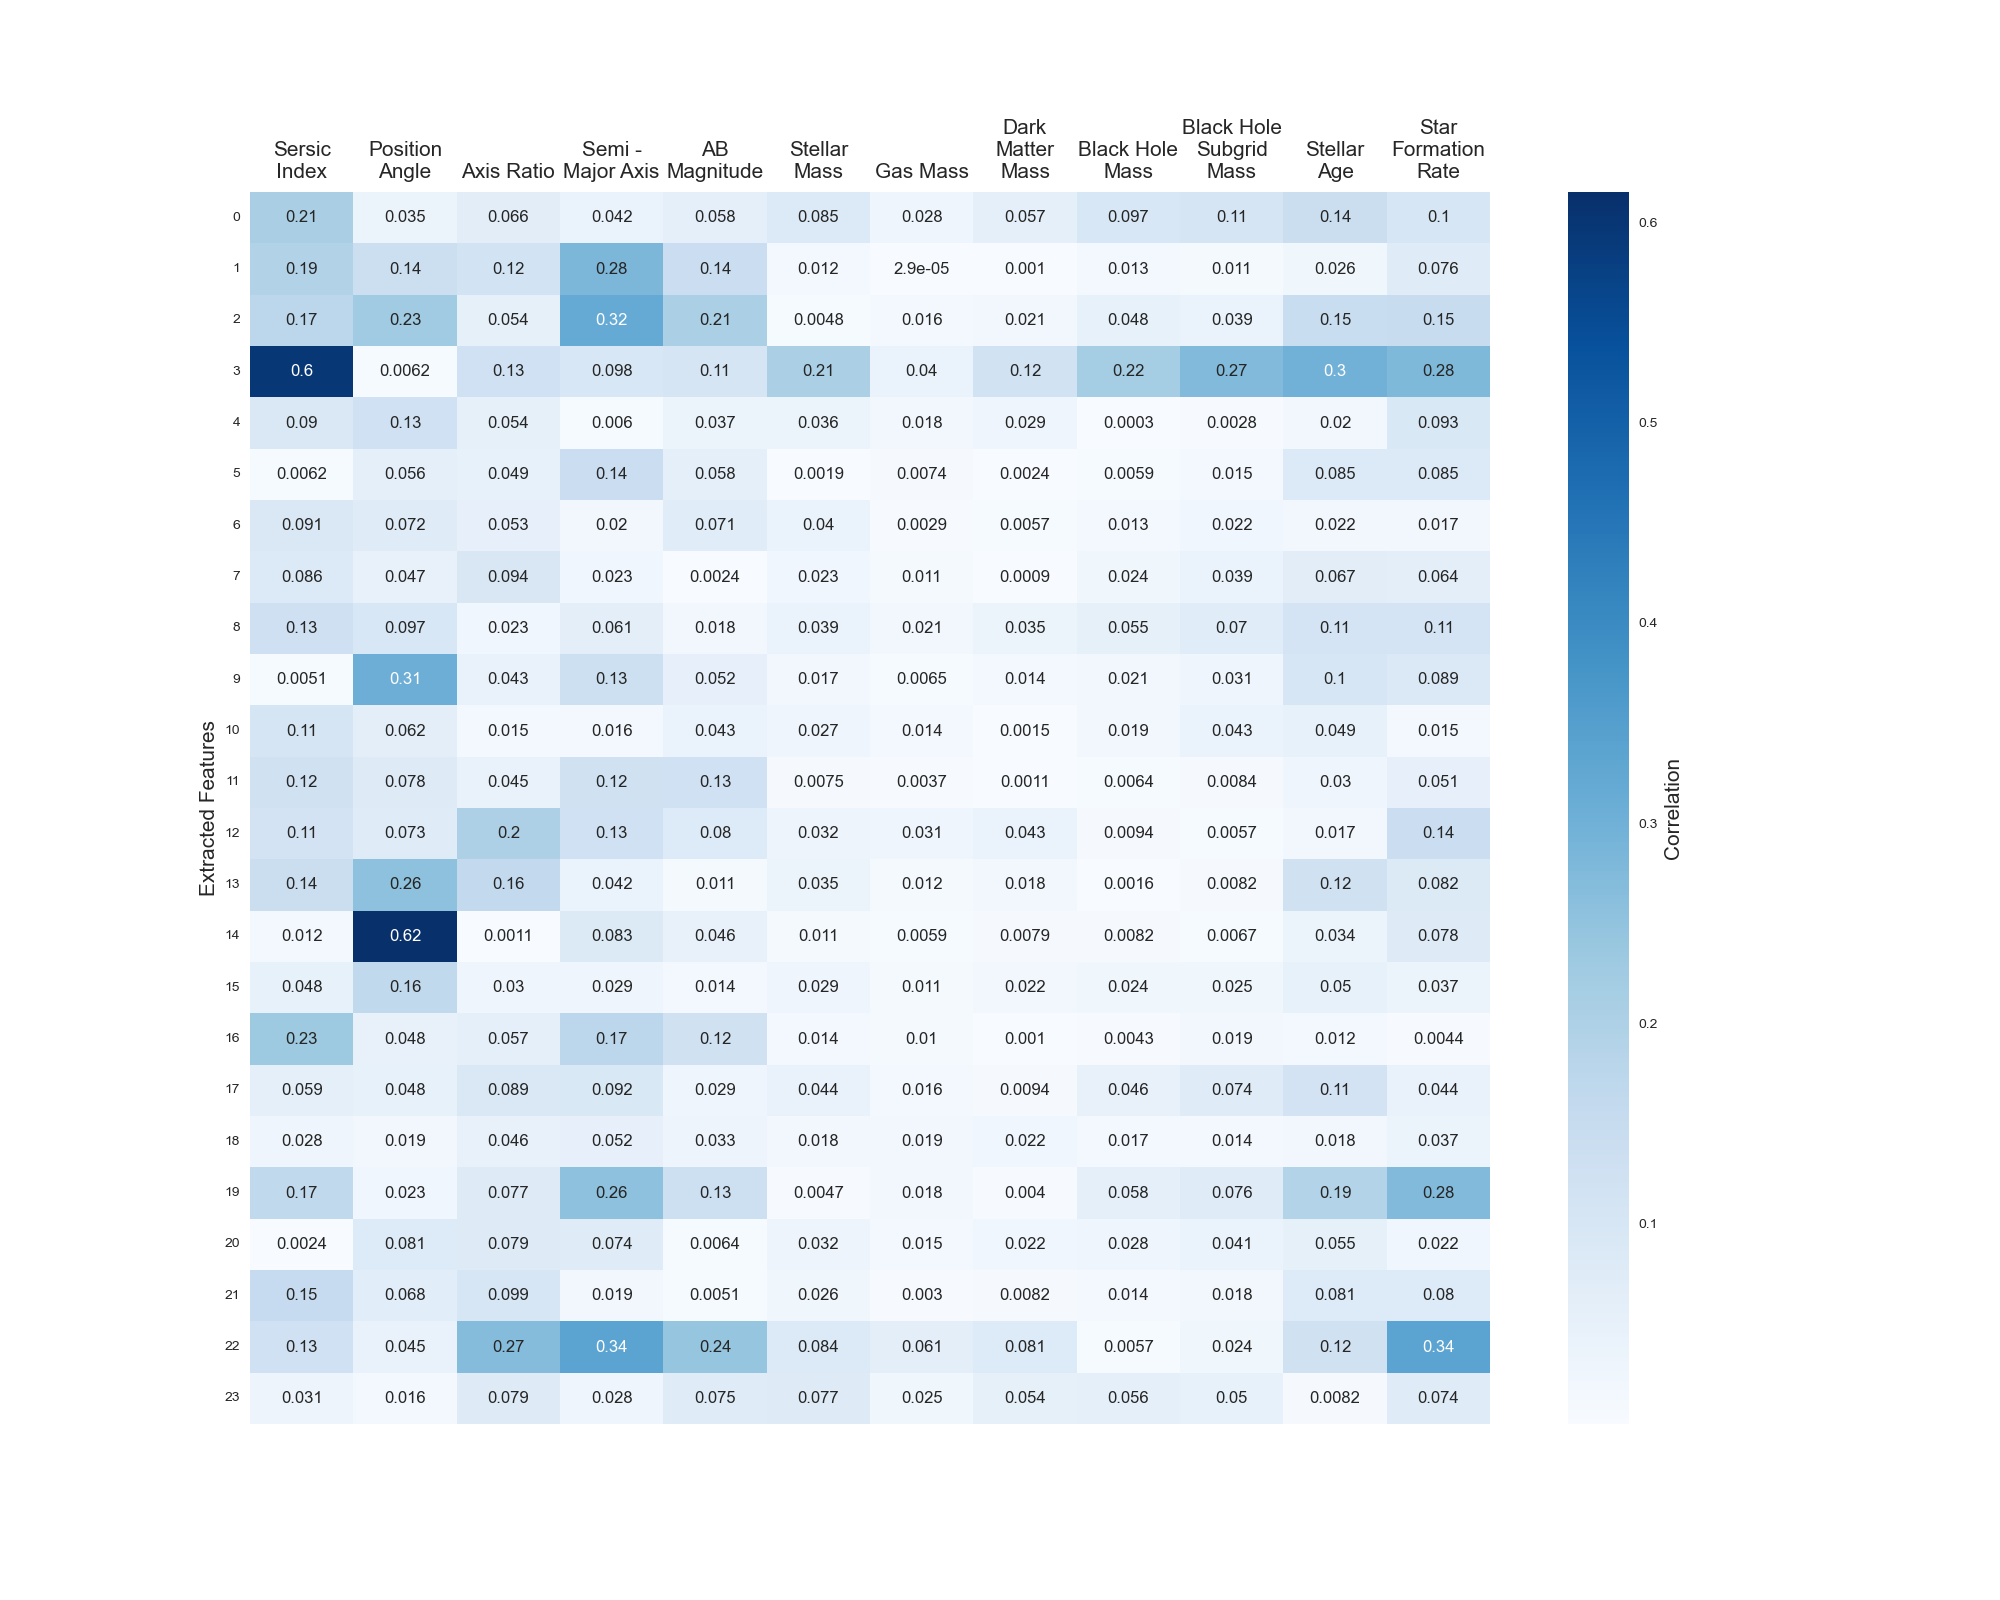 Sersic Index
Position Angle
Axis Ratio
Semi - Major Axis
AB Magnitude
Stellar Mass
Gas Mass
Dark Matter Mass
Black Hole Mass
Black Hole Subgrid Mass
Stellar Age
Star Formation Rate
0 0.21 0.035 0.066 0.042 0.058 0.085 0.028 0.057 0.097 0.11 0.14 0.1
1 0.19 0.14 0.12 0.28 0.14 0.012 2.9e-05 0.001 0.013 0.011 0.026 0.076
2 0.17 0.23 0.054 0.32 0.21 0.0048 0.016 0.021 0.048 0.039 0.15 0.15
3 0.6 0.0062 0.13 0.098 0.11 0.21 0.04 0.12 0.22 0.27 0.3 0.28
4 0.09 0.13 0.054 0.006 0.037 0.036 0.018 0.029 0.0003 0.0028 0.02 0.093
5 0.0062 0.056 0.049 0.14 0.058 0.0019 0.0074 0.0024 0.0059 0.015 0.085 0.085
6 0.091 0.072 0.053 0.02 0.071 0.04 0.0029 0.0057 0.013 0.022 0.022 0.017
7 0.086 0.047 0.094 0.023 0.0024 0.023 0.011 0.0009 0.024 0.039 0.067 0.064
8 0.13 0.097 0.023 0.061 0.018 0.039 0.021 0.035 0.055 0.07 0.11 0.11
9 0.0051 0.31 0.043 0.13 0.052 0.017 0.0065 0.014 0.021 0.031 0.1 0.089
10 0.11 0.062 0.015 0.016 0.043 0.027 0.014 0.0015 0.019 0.043 0.049 0.015
11 0.12 0.078 0.045 0.12 0.13 0.0075 0.0037 0.0011 0.0064 0.0084 0.03 0.051
12 0.11 0.073 0.2 0.13 0.08 0.032 0.031 0.043 0.0094 0.0057 0.017 0.14
13 0.14 0.26 0.16 0.042 0.011 0.035 0.012 0.018 0.0016 0.0082 0.12 0.082
14 0.012 0.62 0.0011 0.083 0.046 0.011 0.0059 0.0079 0.0082 0.0067 0.034 0.078
15 0.048 0.16 0.03 0.029 0.014 0.029 0.011 0.022 0.024 0.025 0.05 0.037
16 0.23 0.048 0.057 0.17 0.12 0.014 0.01 0.001 0.0043 0.019 0.012 0.0044
17 0.059 0.048 0.089 0.092 0.029 0.044 0.016 0.0094 0.046 0.074 0.11 0.044
18 0.028 0.019 0.046 0.052 0.033 0.018 0.019 0.022 0.017 0.014 0.018 0.037
19 0.17 0.023 0.077 0.26 0.13 0.0047 0.018 0.004 0.058 0.076 0.19 0.28
20 0.0024 0.081 0.079 0.074 0.0064 0.032 0.015 0.022 0.028 0.041 0.055 0.022
21 0.15 0.068 0.099 0.019 0.0051 0.026 0.003 0.0082 0.014 0.018 0.081 0.08
22 0.13 0.045 0.27 0.34 0.24 0.084 0.061 0.081 0.0057 0.024 0.12 0.34
23 0.031 0.016 0.079 0.028 0.075 0.077 0.025 0.054 0.056 0.05 0.0082 0.074
Extracted Features
0.6
0.5
0.4
0.3
0.2
0.1
Correlation